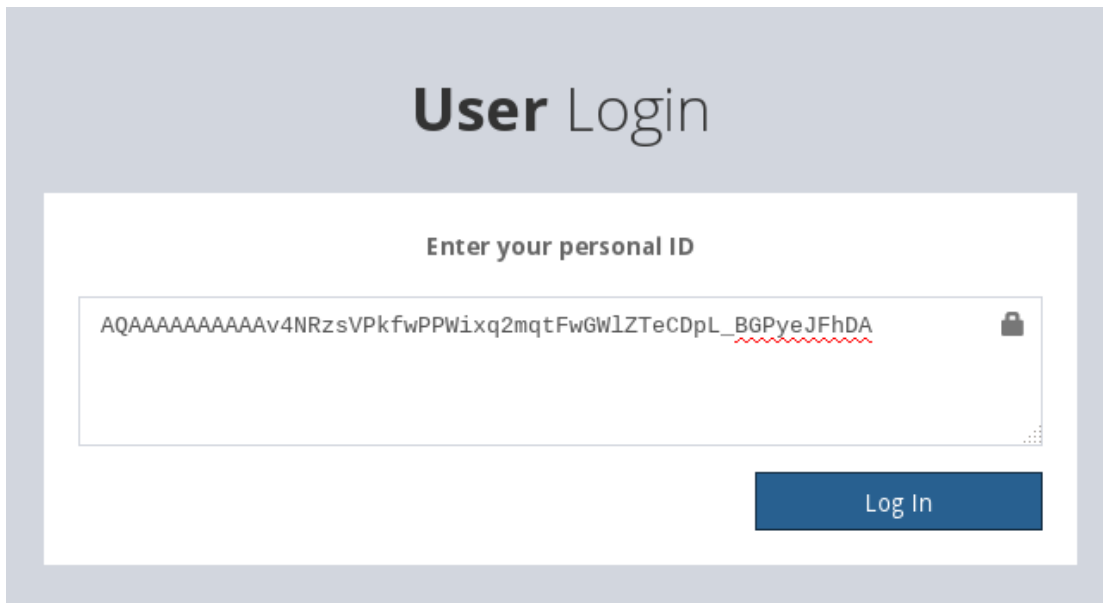 User Login
Enter your personal ID
AQAAAAAAAAAAv4NRzsVPkfwPPWixq2mqtFwGWlZTeCDpL_BGPyeJFhDA
Log In